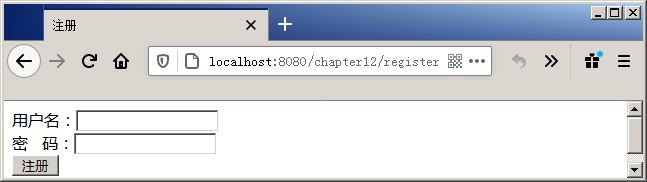 注册
localhost:8080/chapter12/register
用户名：
密 码：
注册